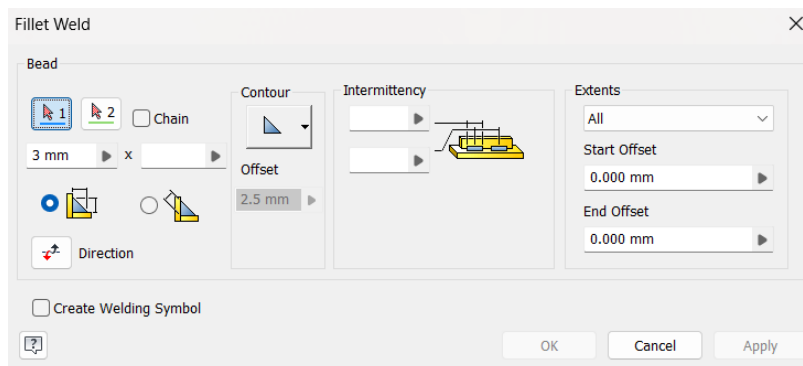 Fillet Weld
Bead
1
2
Chain
3 mm
x
Direction
Contour
Offset
2.5 mm
Intermittency
Extents
All
Start Offset
0.000 mm
End Offset
0.000 mm
Create Welding Symbol
?
OK
Cancel
Apply